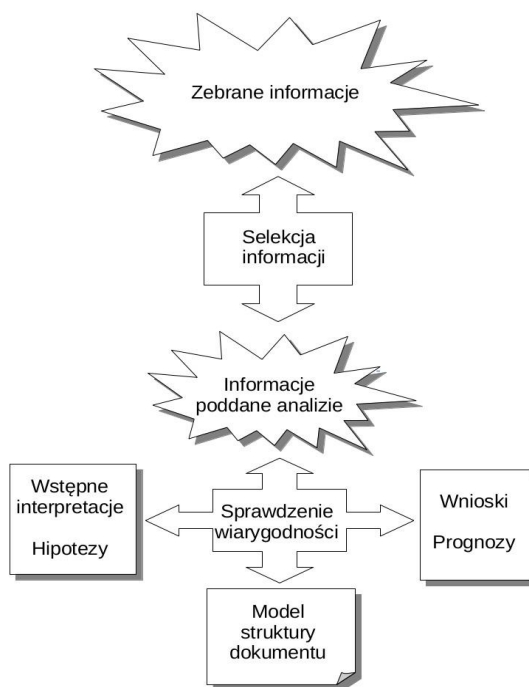 Zebrane informacje
Selekcja
informacji
Informacje
poddane analizie
Wstępne
interpretacje
Hipotezy
Sprawdzenie
wiarygodności
Wnioski
Prognozy
Model
struktury
dokumentu